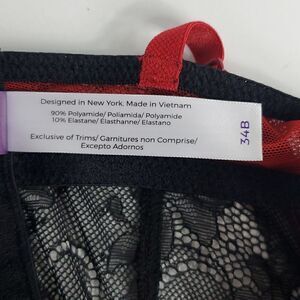 Designed in New York. Made in Vietnam
90% Polyamide/ Poliamida/ Polyamide
10% Elastane/ Elasthanne/ Elastano
Exclusive of Trims/ Garnitures non Comprise/
Excepto Adornos
34B